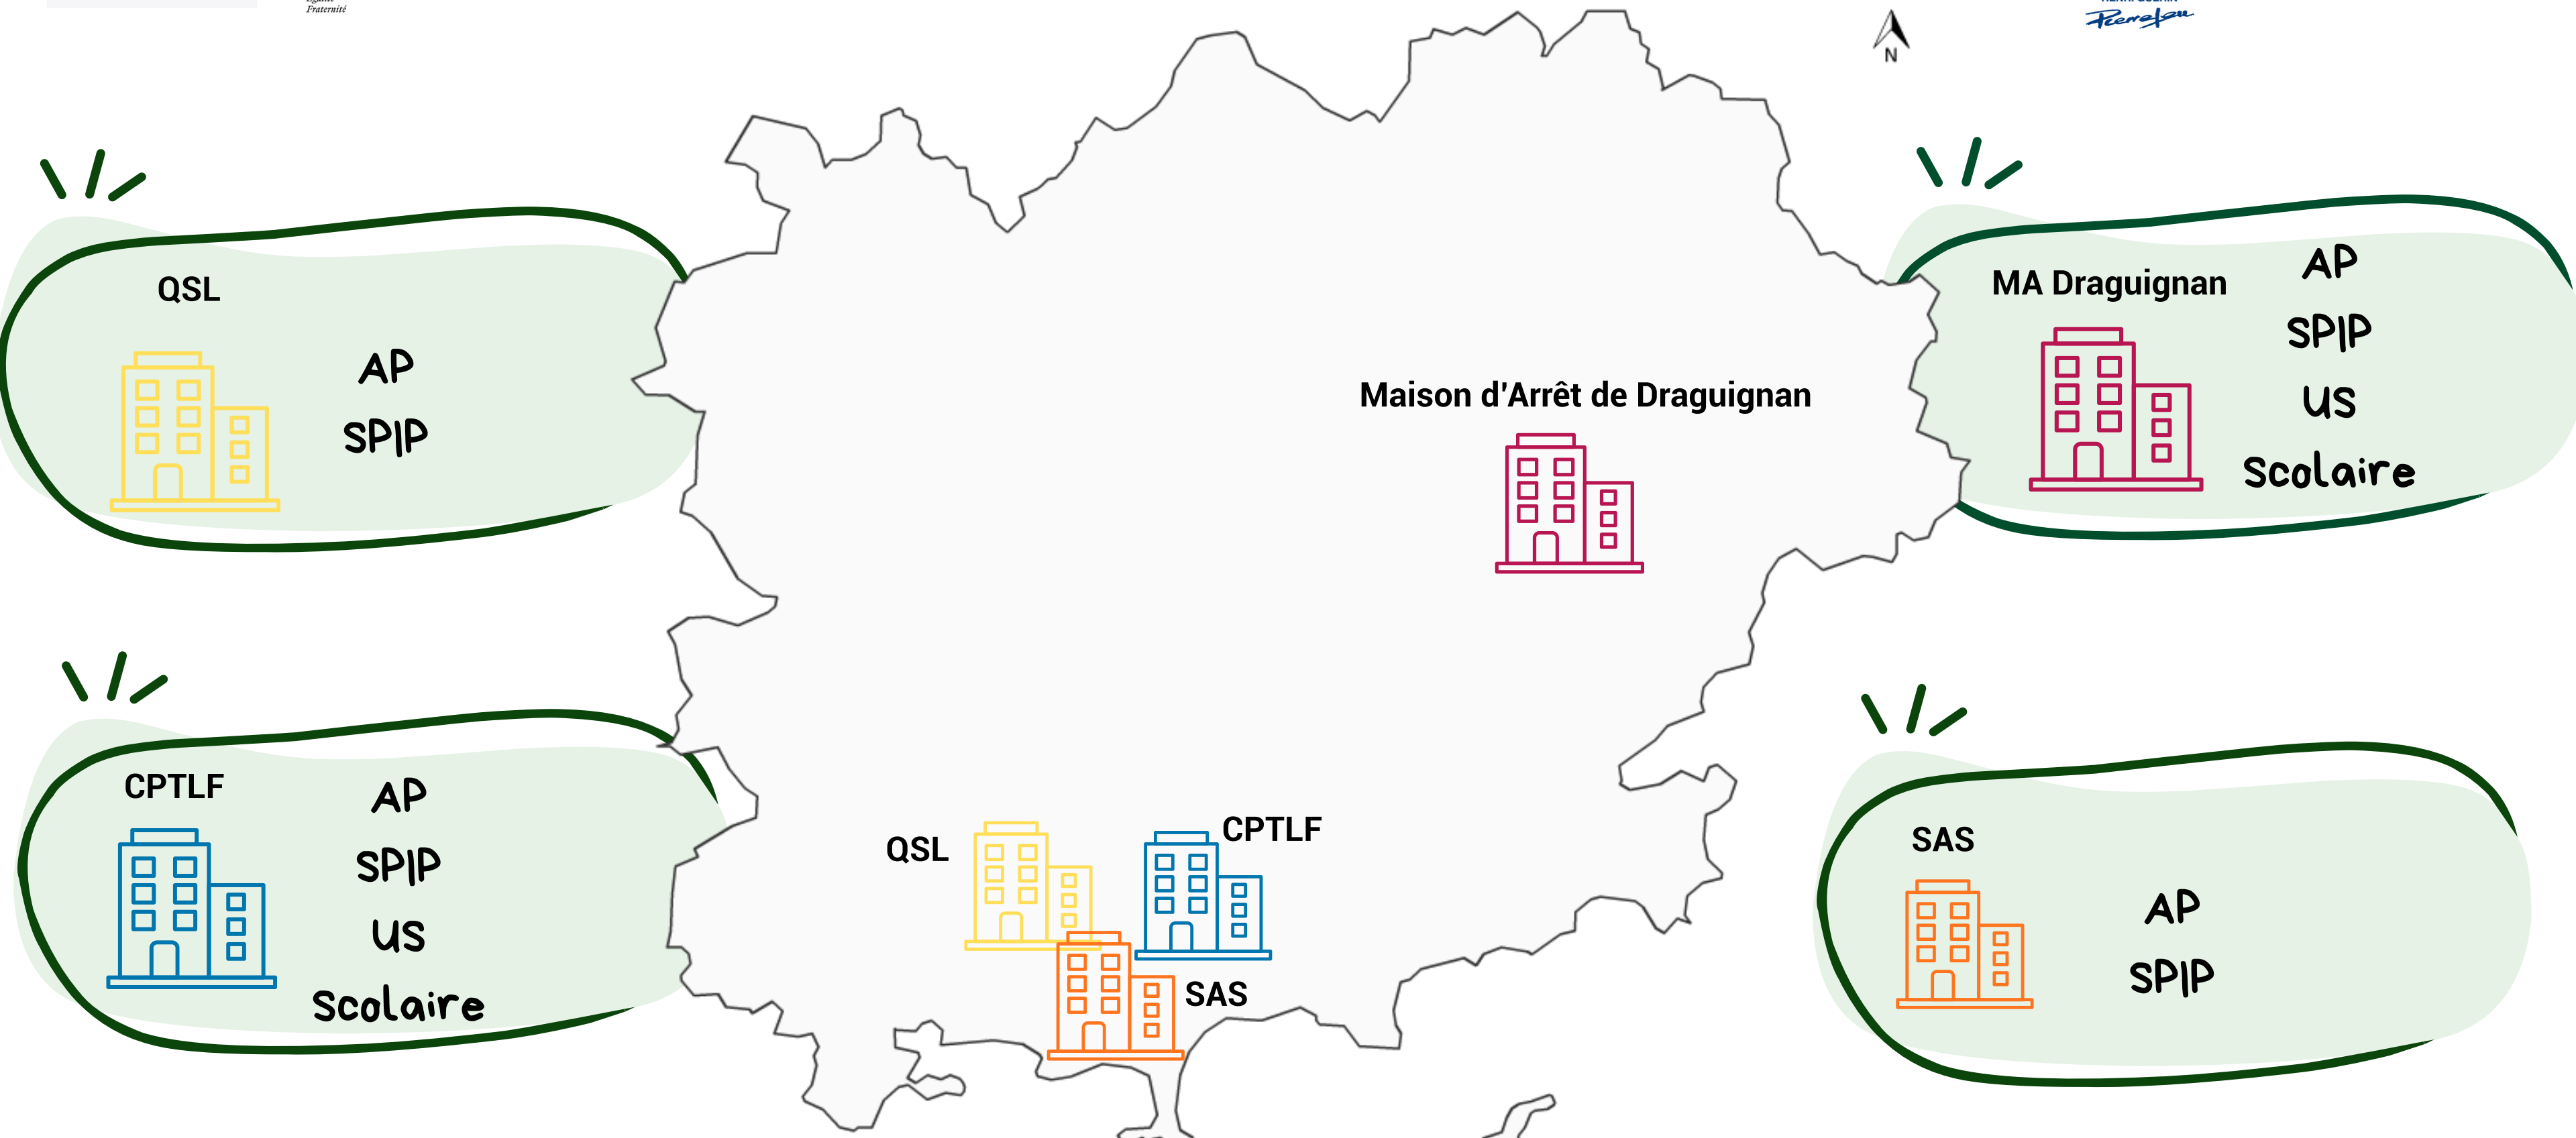 Fraternité
N
QSL
AP
SPIP
MA Draguignan
AP
SPIP
US
Scolaire
Maison d'Arrêt de Draguignan
CPTLF
AP
SPIP
US
Scolaire
QSL
CPTLF
SAS
SAS
AP
SPIP